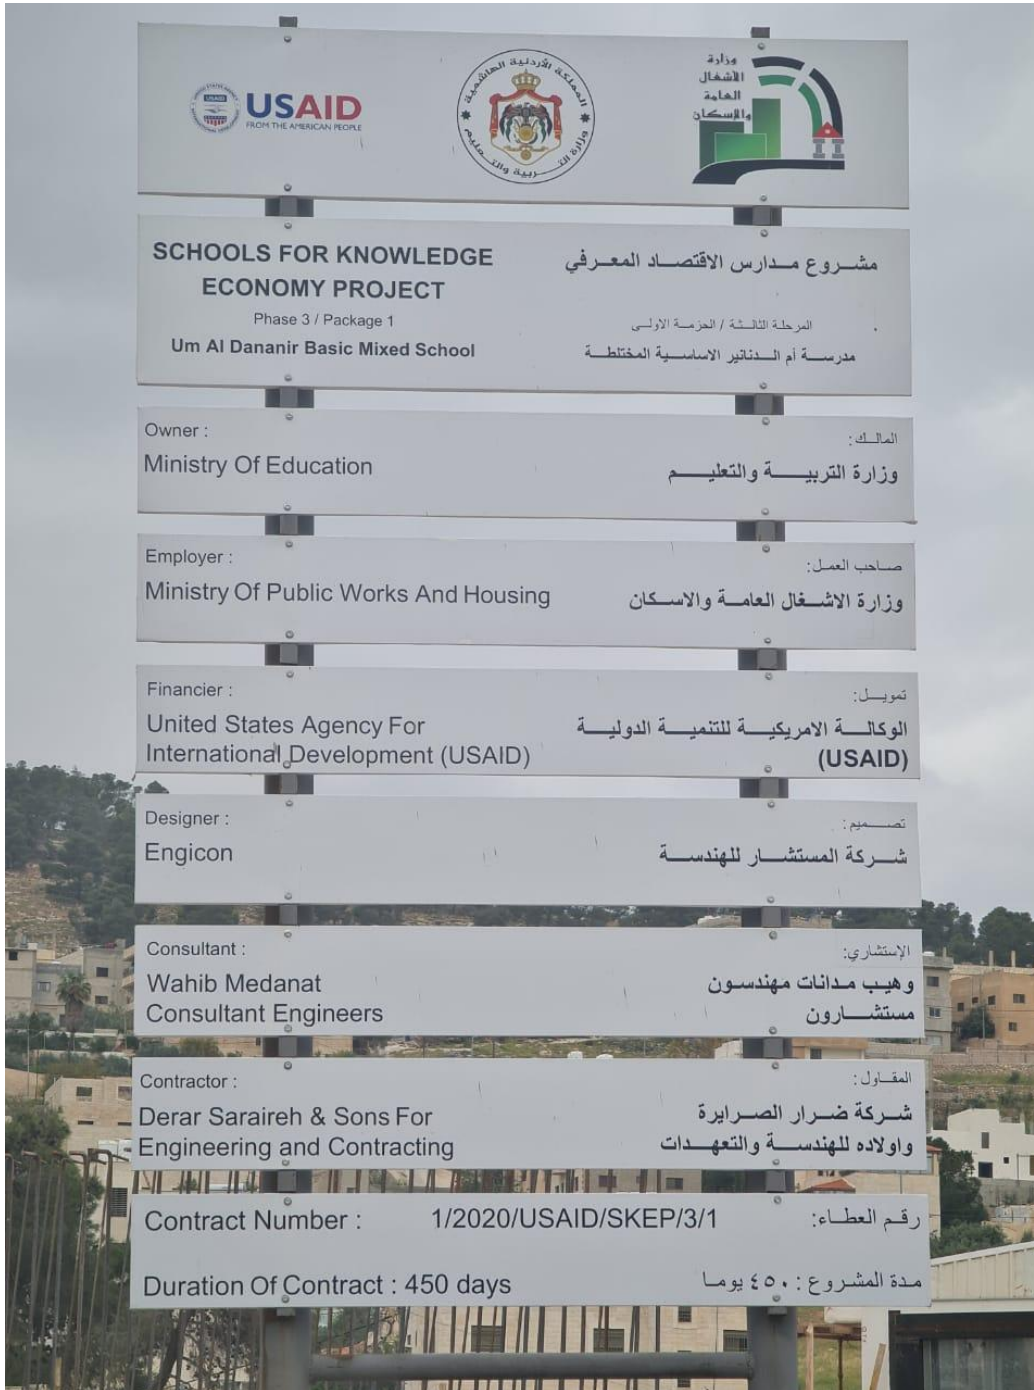 USAID
FROM THE AMERICAN PEOPLE
المملكة الأردنية الهاشمية
وزارة التربية والتعليم
وزارة
الأشغال
العامة
والإسكان
SCHOOLS FOR KNOWLEDGE
ECONOMY PROJECT
Phase 3 / Package 1
Um Al Dananir Basic Mixed School
مشروع مدارس الاقتصاد المعرفي
المرحلة الثالثة / الحزمة الاولى
مدرسة أم الدنانير الاساسية المختلطة
Owner :
Ministry Of Education
المالك:
وزارة التربية والتعليم
Employer :
Ministry Of Public Works And Housing
صاحب العمل:
وزارة الاشغال العامة والاسكان
Financier :
United States Agency For
International Development (USAID)
تمويل:
الوكالة الامريكية للتنمية الدولية
(USAID)
Designer :
Engicon
تصميم:
شركة المستشار للهندسة
Consultant :
Wahib Medanat
Consultant Engineers
الإستشاري:
وهيب مدانات مهندسون
مستشارون
Contractor :
Derar Saraireh & Sons For
Engineering and Contracting
المقاول:
شركة ضرار الصرايرة
واولاده للهندسة والتعهدات
Contract Number : 1/2020/USAID/SKEP/3/1 رقم العطاء:
Duration Of Contract : 450 days
مدة المشروع : ٤٥٠ يوما